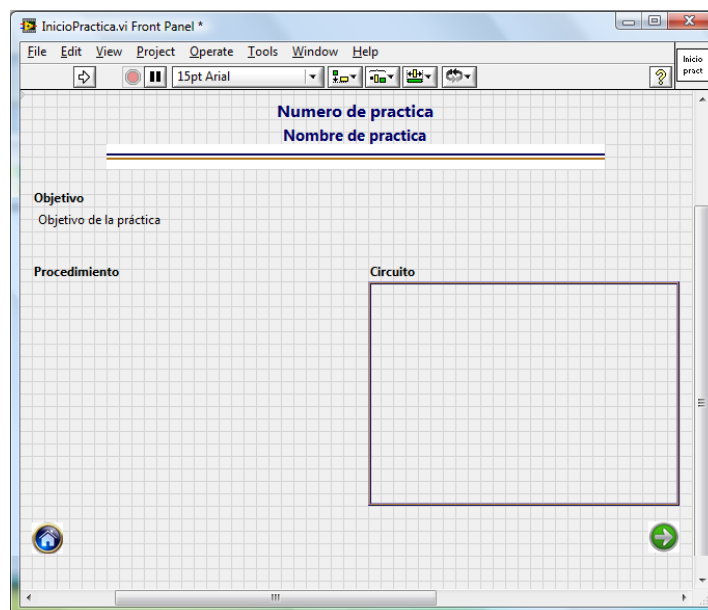 InicioPractica.vi Front Panel *
File Edit View Project Operate Tools Window Help
15pt Arial
Inicio
pract
Numero de practica
Nombre de practica
Objetivo
Objetivo de la práctica
Procedimiento
Circuito